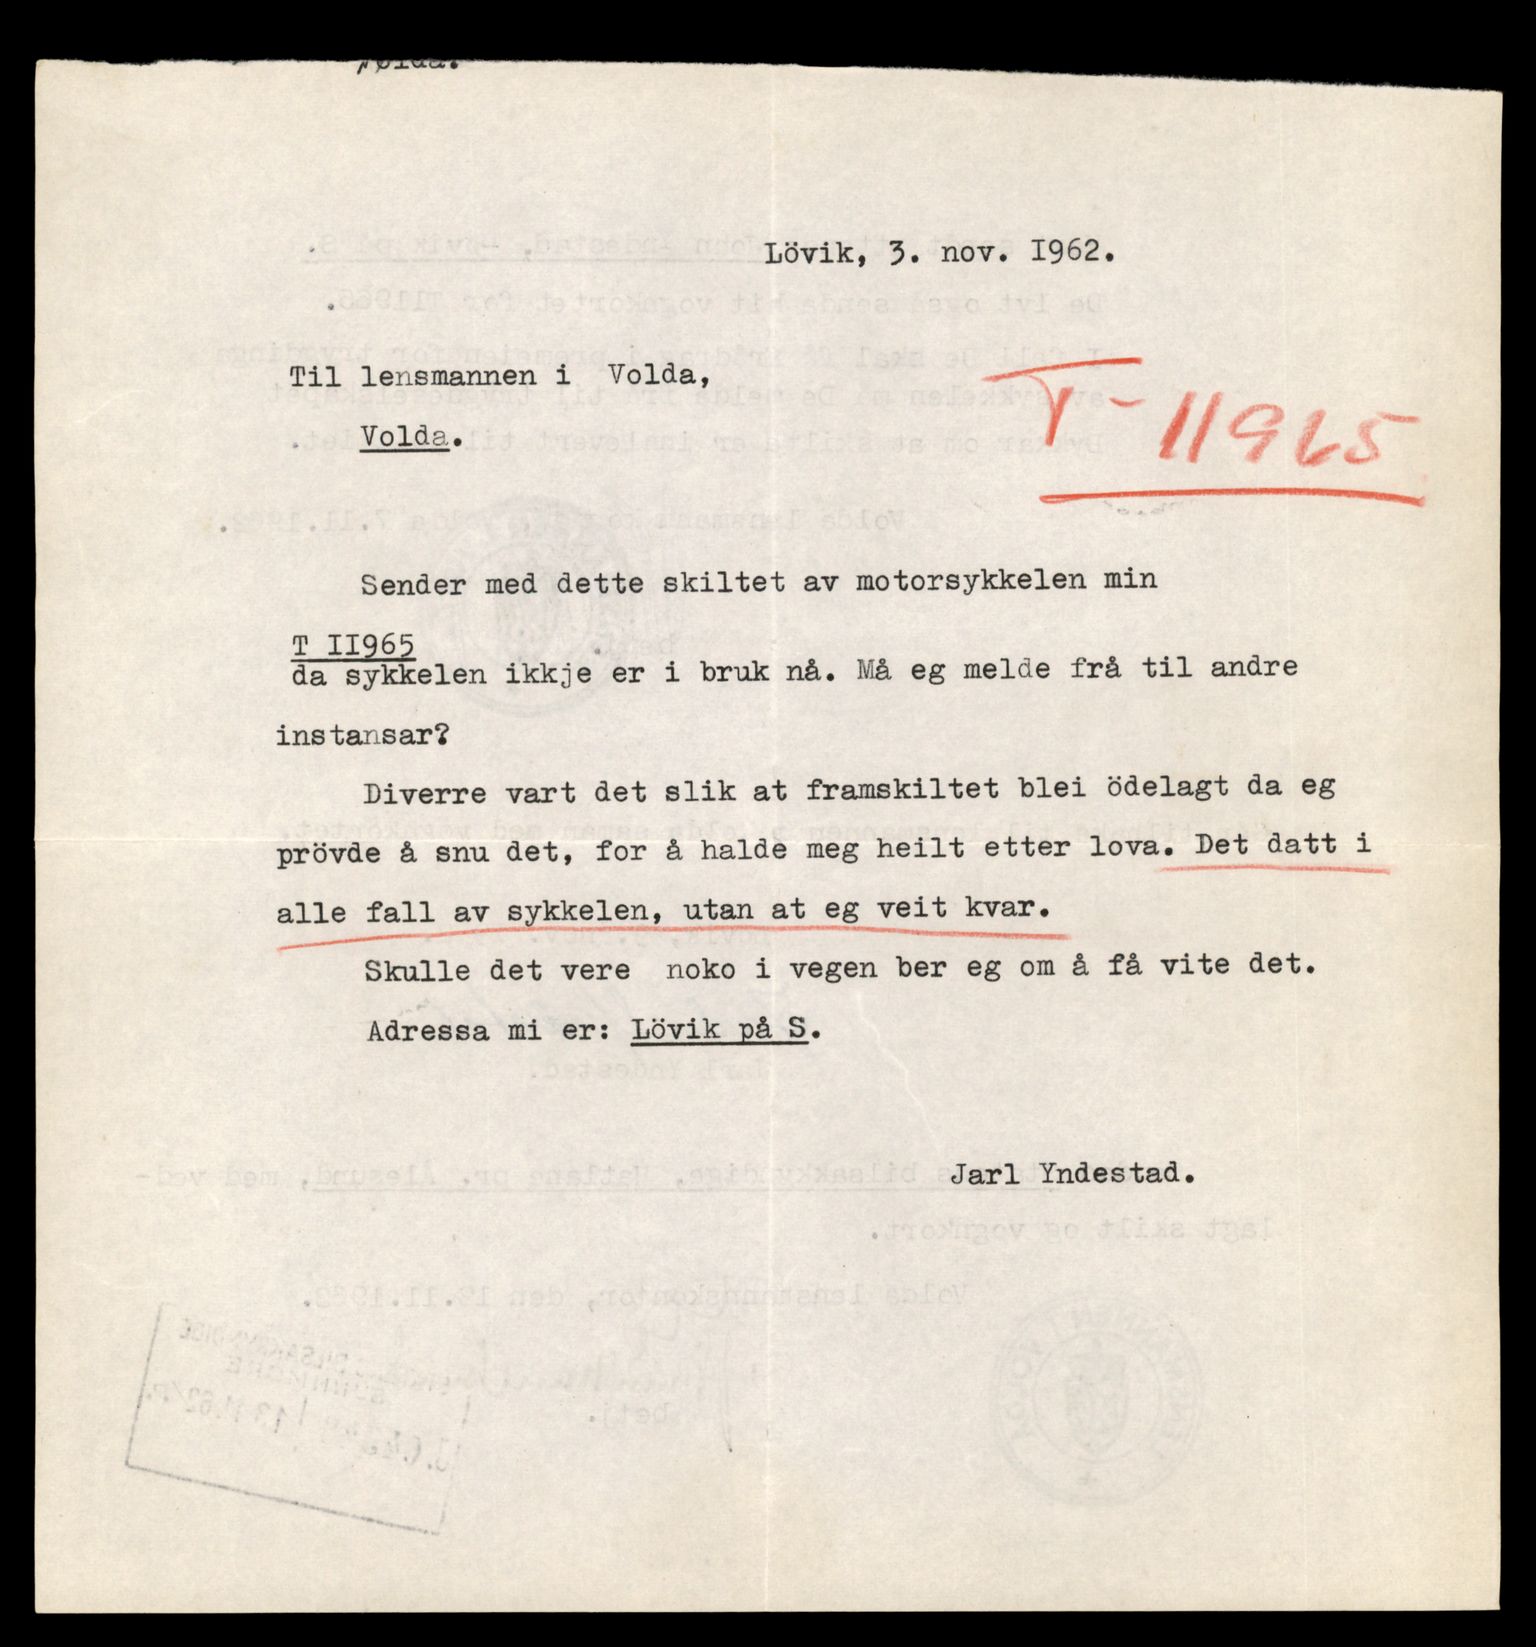 Lövik, 3. nov. I962.
Til lensmannen i Volda,
Volda.
T-11965
Sender med dette skiltet av motorsykkelen min
T II965
da sykkelen ikkje er i bruk nå. Må eg melde frå til andre
instansar?
Diverre vart det slik at framskiltet blei ödelagt da eg
prövde å snu det, for å halde meg heilt etter lova. Det datt i
alle fall av sykkelen, utan at eg veit kvar.
Skulle det vere noko i vegen ber eg om å få vite det.
Adressa mi er: Lövik på S.
Jarl Yndestad.